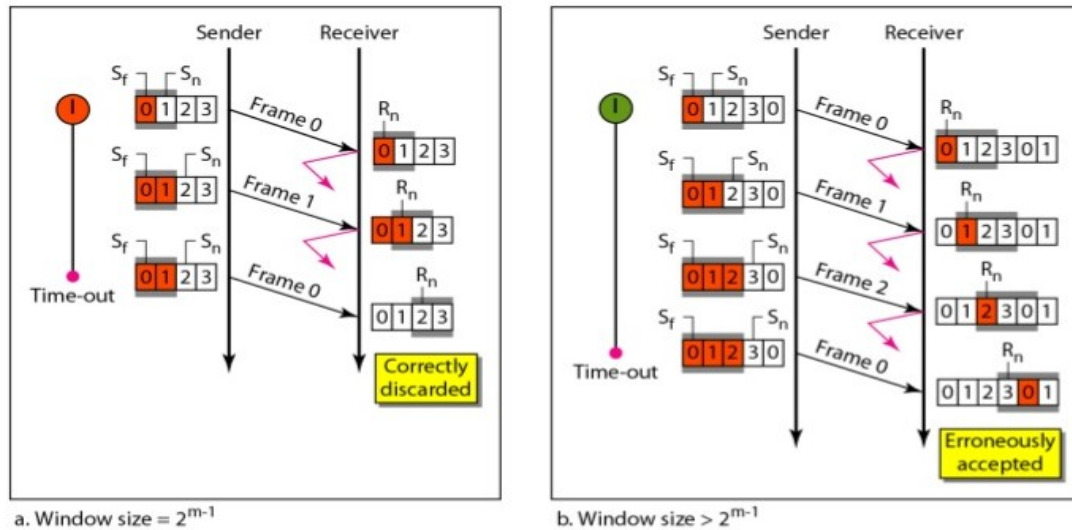 Sender Receiver
Sf Sn
0 1 2 3
Frame 0
Rn
0 1 2 3
Sf Sn
0 1 2 3
Frame 1
Rn
0 1 2 3
Sf Sn
0 1 2 3
Frame 0
Rn
0 1 2 3
Time-out
Correctly
discarded
a. Window size = 2^m-1
Sender Receiver
Sf Sn
0 1 2 3 0
Frame 0
Rn
0 1 2 3 0 1
Sf Sn
0 1 2 3 0
Frame 1
Rn
0 1 2 3 0 1
Sf Sn
0 1 2 3 0
Frame 2
Rn
0 1 2 3 0 1
Sf Sn
0 1 2 3 0
Time-out
Frame 0
Rn
0 1 2 3 0 1
Erroneously
accepted
b. Window size > 2^m-1